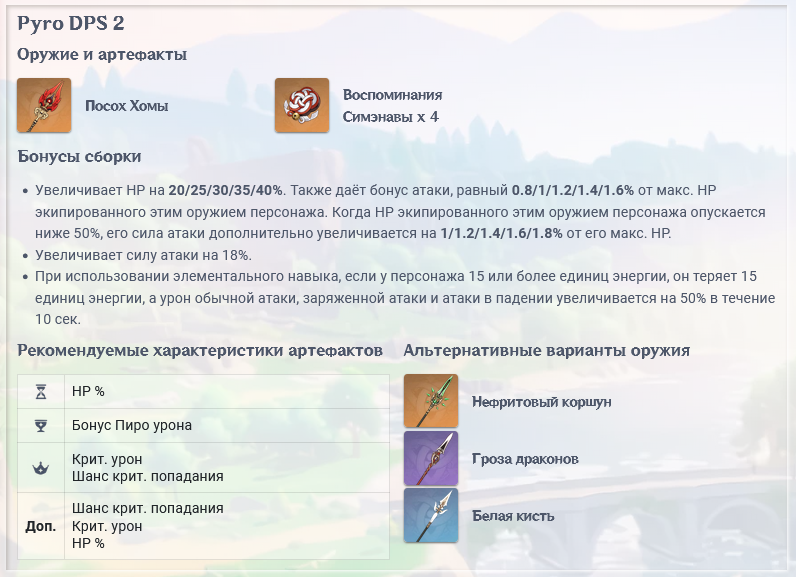 Pyro DPS 2
Оружие и артефакты
Посох Хомы
Воспоминания
Симэнавы x 4
Бонусы сборки
Увеличивает HP на 20/25/30/35/40%. Также даёт бонус атаки, равный 0.8/1/1.2/1.4/1.6% от макс. HP
экипированного этим оружием персонажа. Когда HP экипированного этим оружием персонажа опускается
ниже 50%, его сила атаки дополнительно увеличивается на 1/1.2/1.4/1.6/1.8% от его макс. HP.
Увеличивает силу атаки на 18%.
При использовании элементального навыка, если у персонажа 15 или более единиц энергии, он теряет 15
единиц энергии, а урон обычной атаки, заряженной атаки и атаки в падении увеличивается на 50% в течение
10 сек.
Рекомендуемые характеристики артефактов
HP %
Бонус Пиро урона
Крит. урон
Шанс крит. попадания
Доп.
Шанс крит. попадания
Крит. урон
HP %
Альтернативные варианты оружия
Нефритовый коршун
Гроза драконов
Белая кисть